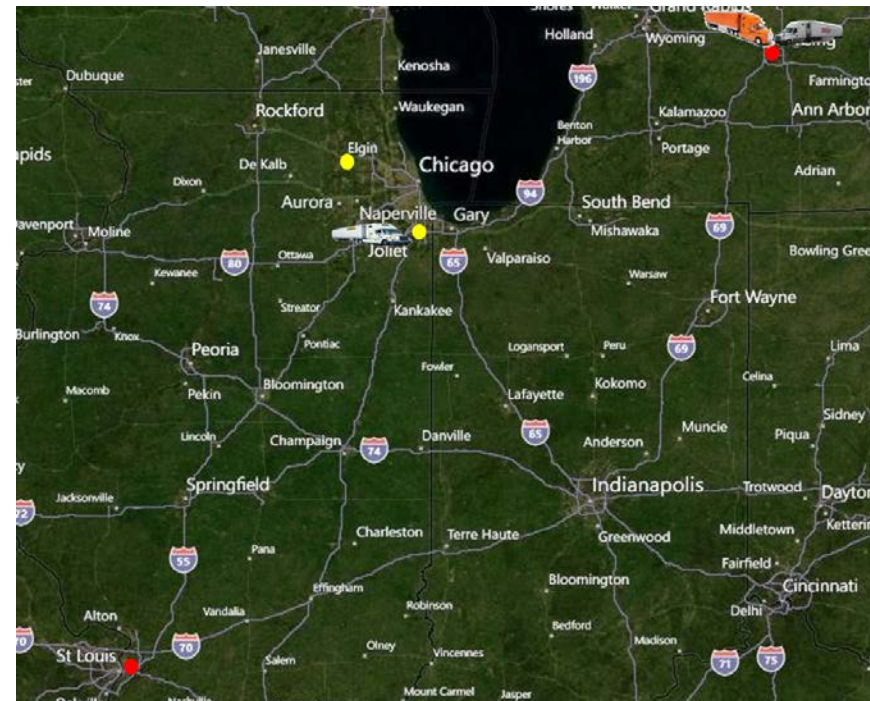 Grand Rapids
Holland
Wyoming
Janesville
Kenosha
Dubuque
196
Farmingt
Rockford
Waukegan
Kalamazoo
Ann Arbor
Benton
Harbor
Portage
apids
Elgin
Chicago
De Kalb
Adrian
Dixon
94
Aurora
Naperville
Gary
South Bend
Davenport
Moline
Mishawaka
69
Joliet
80
Ottawa
65
Valparaiso
Bowling Gree
Kewanee
Warsaw
74
Streator
Kankakee
Fort Wayne
Burlington
Knox
Pontiac
Peoria
Logansport
Peru
69
Lima
Fowler
Macomb
Pekin
Bloomington
Lafayette
Kokomo
Celina
Sidney
Lincoln
Champaign
74
Danville
65
Anderson
Muncie
Piqua
Springfield
Indianapolis
Trotwood
Dayton
Jacksonville
72
Charleston
Terre Haute
Greenwood
Middletown
Kettering
55
Pana
Fairfield
Effingham
Bloomington
Cincinnati
Alton
Vandalia
Robinson
Delhi
70
70
Bedford
St Louis
Salem
Olney
Vincennes
Madison
71
75
Mount Carmel
Jasper